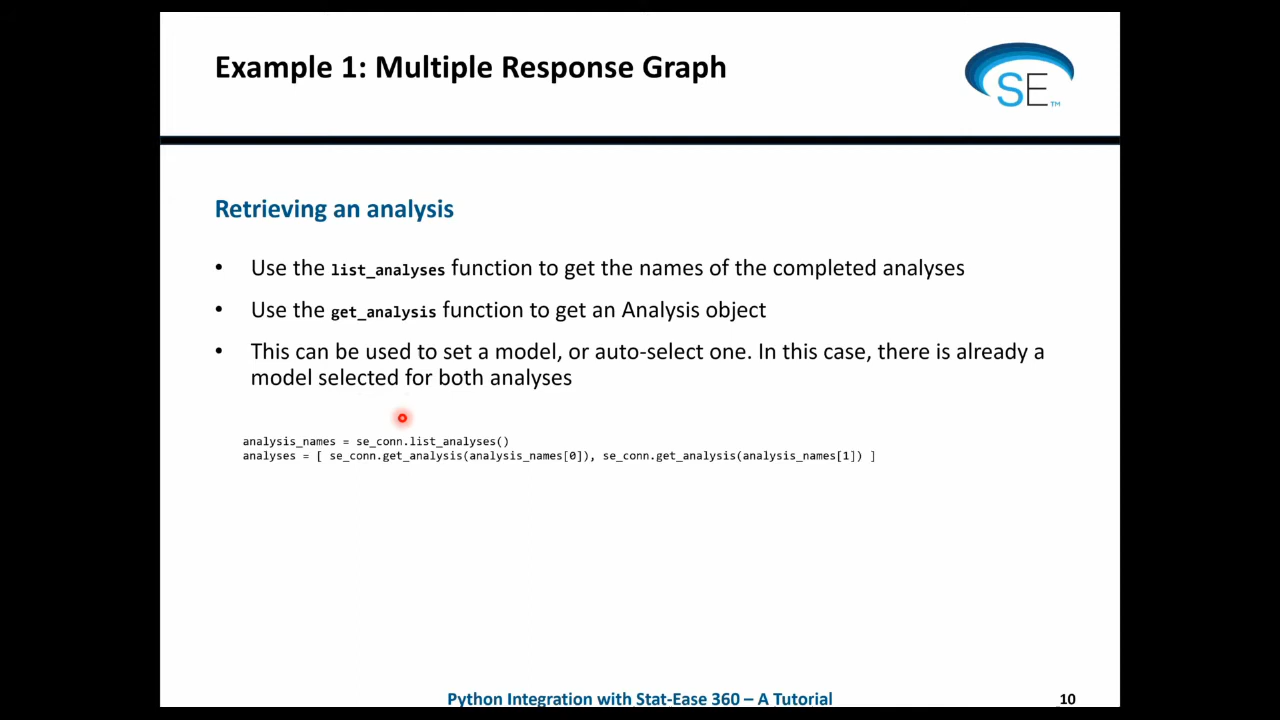 Example 1: Multiple Response Graph
SE™
Retrieving an analysis
• Use the list_analyses function to get the names of the completed analyses
• Use the get_analysis function to get an Analysis object
• This can be used to set a model, or auto-select one. In this case, there is already a
model selected for both analyses
analysis_names = se_conn.list_analyses()
analyses = [ se_conn.get_analysis(analysis_names[0]), se_conn.get_analysis(analysis_names[1]) ]
Python Integration with Stat-Ease 360 – A Tutorial
10